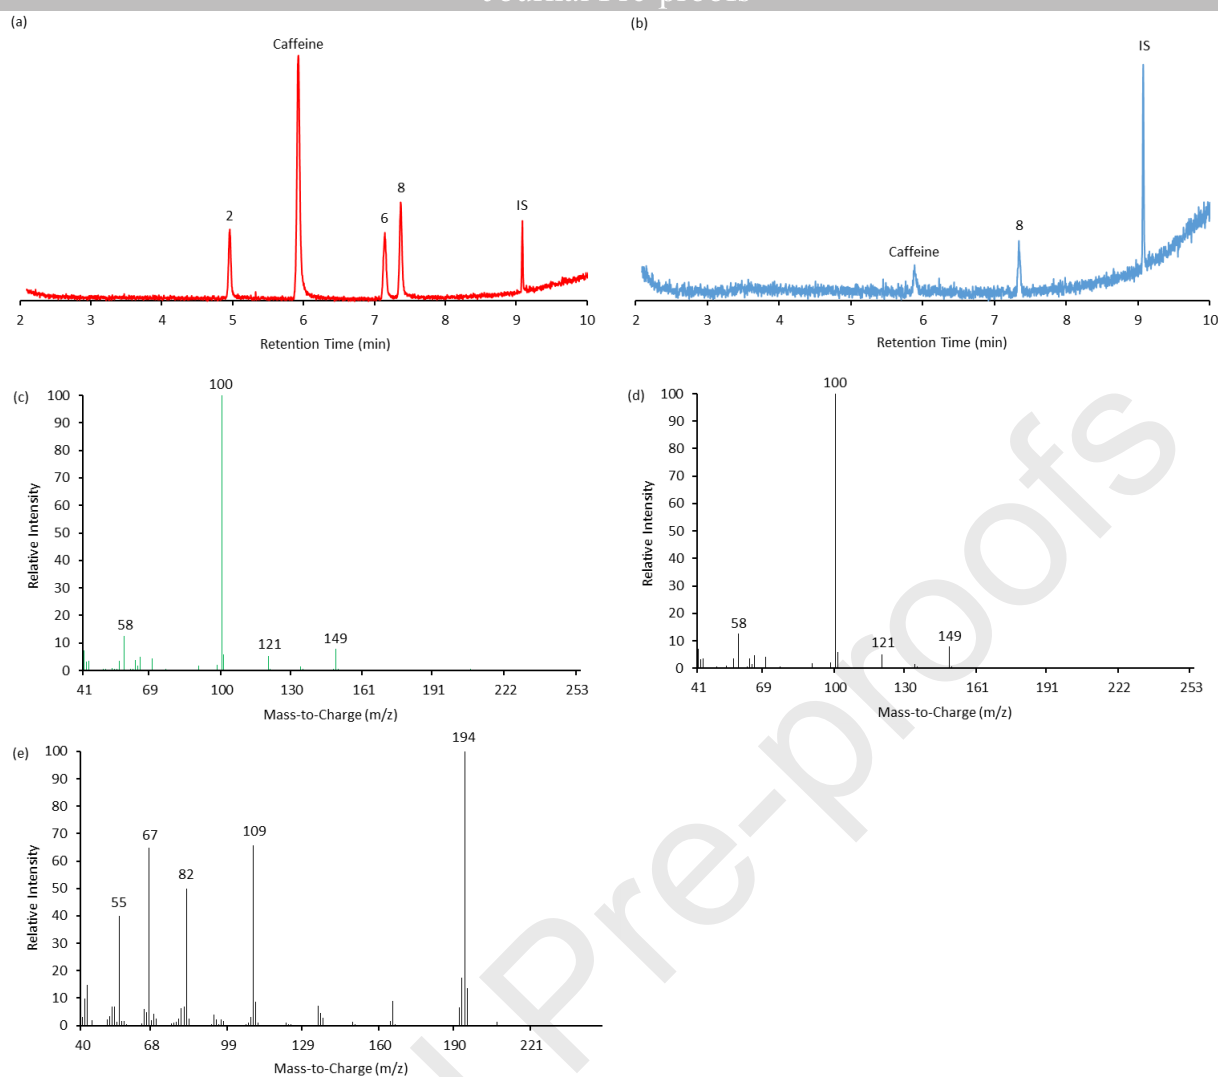 Journal Pre-proofs
(a)
Caffeine
2
6
8
IS
2 3 4 5 6 7 8 9 10
Retention Time (min)
(b)
IS
Caffeine
8
2 3 4 5 6 7 8 9 10
Retention Time (min)
(c)
100
90
80
70
60
50
40
30
20
10
0
Relative Intensity
100
58
121
149
41 69 100 130 161 191 222 253
Mass-to-Charge (m/z)
(d)
100
90
80
70
60
50
40
30
20
10
0
Relative Intensity
100
58
121
149
41 69 100 130 161 191 222 253
Mass-to-Charge (m/z)
(e)
100
90
80
70
60
50
40
30
20
10
0
Relative Intensity
194
67
109
82
55
40 68 99 129 160 190 221
Mass-to-Charge (m/z)
Pre-proofs